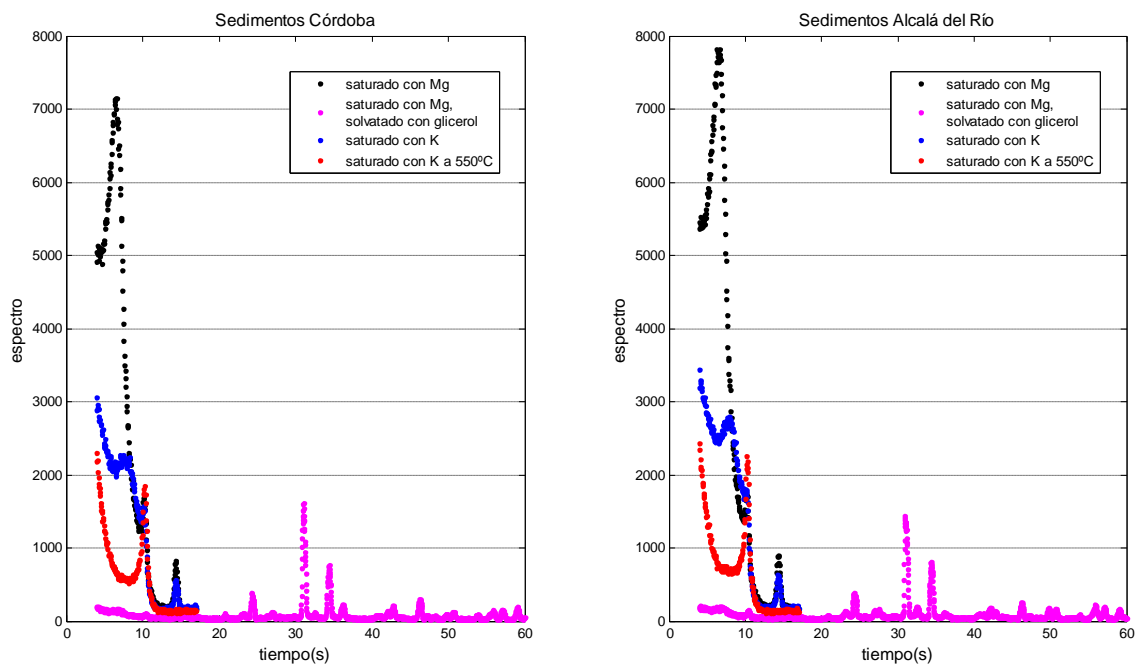 Sedimentos Córdoba
8000
7000
6000
5000
4000
3000
2000
1000
0
espectro
0 10 20 30 40 50 60
tiempo(s)
saturado con Mg
saturado con Mg,
solvatado con glicerol
saturado con K
saturado con K a 550ºC
Sedimentos Alcalá del Río
8000
7000
6000
5000
4000
3000
2000
1000
0
espectro
0 10 20 30 40 50 60
tiempo(s)
saturado con Mg
saturado con Mg,
solvatado con glicerol
saturado con K
saturado con K a 550ºC